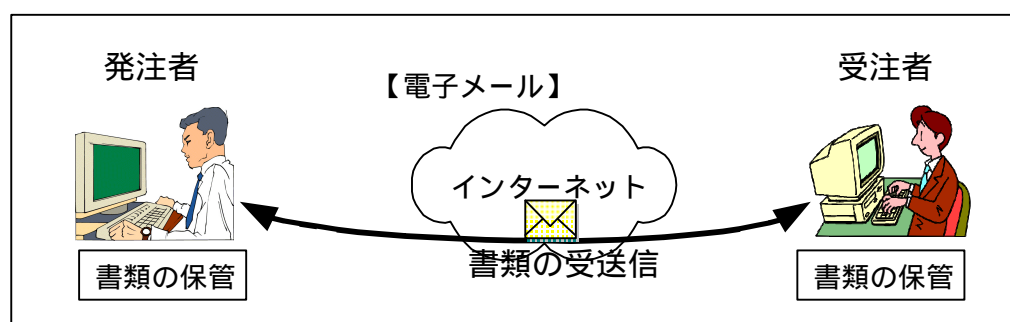 発注者
受注者
【電子メール】
インターネット
書類の受送信
書類の保管
書類の保管